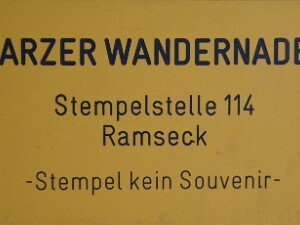 ARZER WANDERNADE
Stempelstelle 114
Ramseck
-Stempel kein Souvenir-